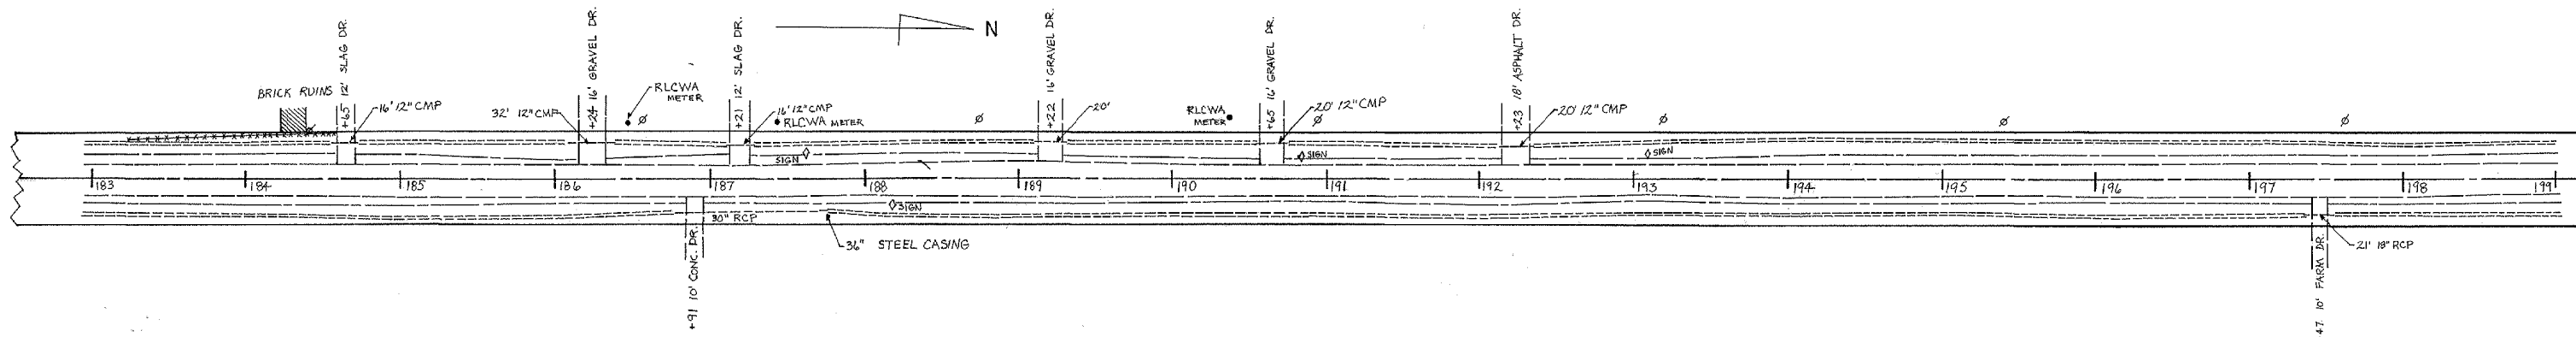 N
+65 12' SLAG DR.
+24 16' GRAVEL DR.
+21 12' SLAG DR.
+22 16' GRAVEL DR.
+65 16' GRAVEL DR.
+23 18' ASPHALT DR.
BRICK RUINS
16' 12" CMP
32' 12" CMP
RLCWA
METER
16' 12" CMP
RLCWA METER
20'
RLCWA
METER
20' 12" CMP
20' 12" CMP
SIGN
SIGN
SIGN
183
184
185
186
187
188
189
190
191
192
193
194
195
196
197
198
199
SIGN
30" RCP
36" STEEL CASING
21' 18" RCP
+91 10' CONC. DR.
47 10' FARM DR.